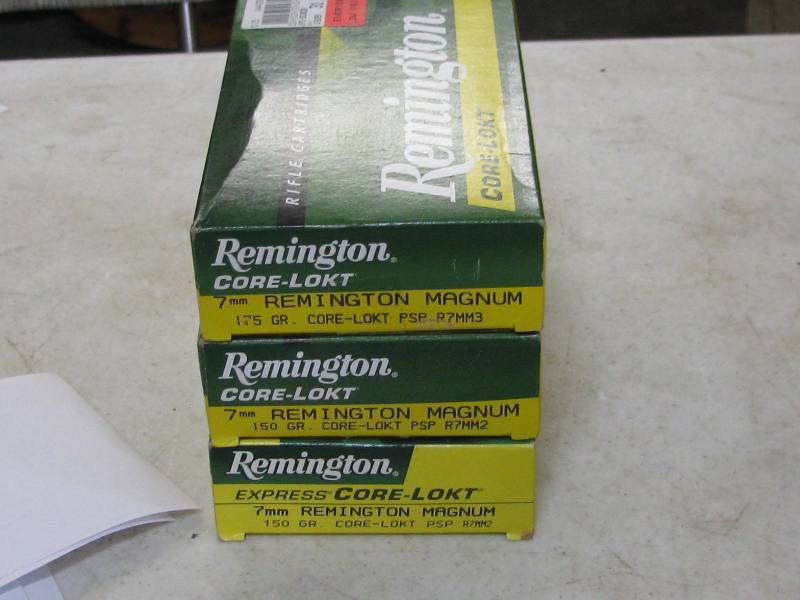 RIFLE CARTRIDGES
Remington
CORE-LOKT
Remington®
CORE-LOKT
7mm REMINGTON MAGNUM
175 GR. CORE-LOKT PSP R7MM3
Remington®
CORE-LOKT
7mm REMINGTON MAGNUM
150 GR. CORE-LOKT PSP R7MM2
Remington®
EXPRESS® CORE-LOKT®
7mm REMINGTON MAGNUM
150 GR. CORE-LOKT PSP R7MM2